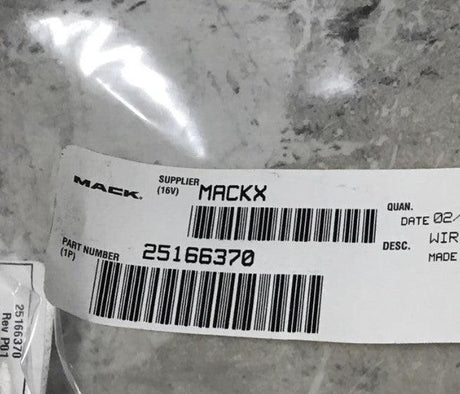 MACK.
SUPPLIER
(16V) MACKX
QUAN.
DATE 02/
DESC. WIR
MADE
PART NUMBER
(1P) 25166370
25166370
Rev P01